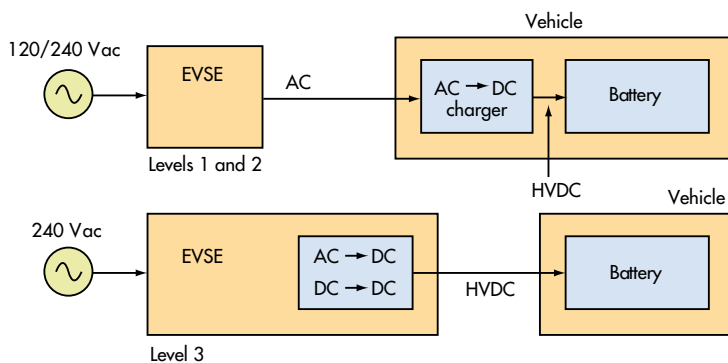 Vehicle
120/240 Vac
EVSE
AC
AC → DC
charger
Battery
Levels 1 and 2
HVDC
Vehicle
240 Vac
EVSE
AC → DC
DC → DC
HVDC
Battery
Level 3